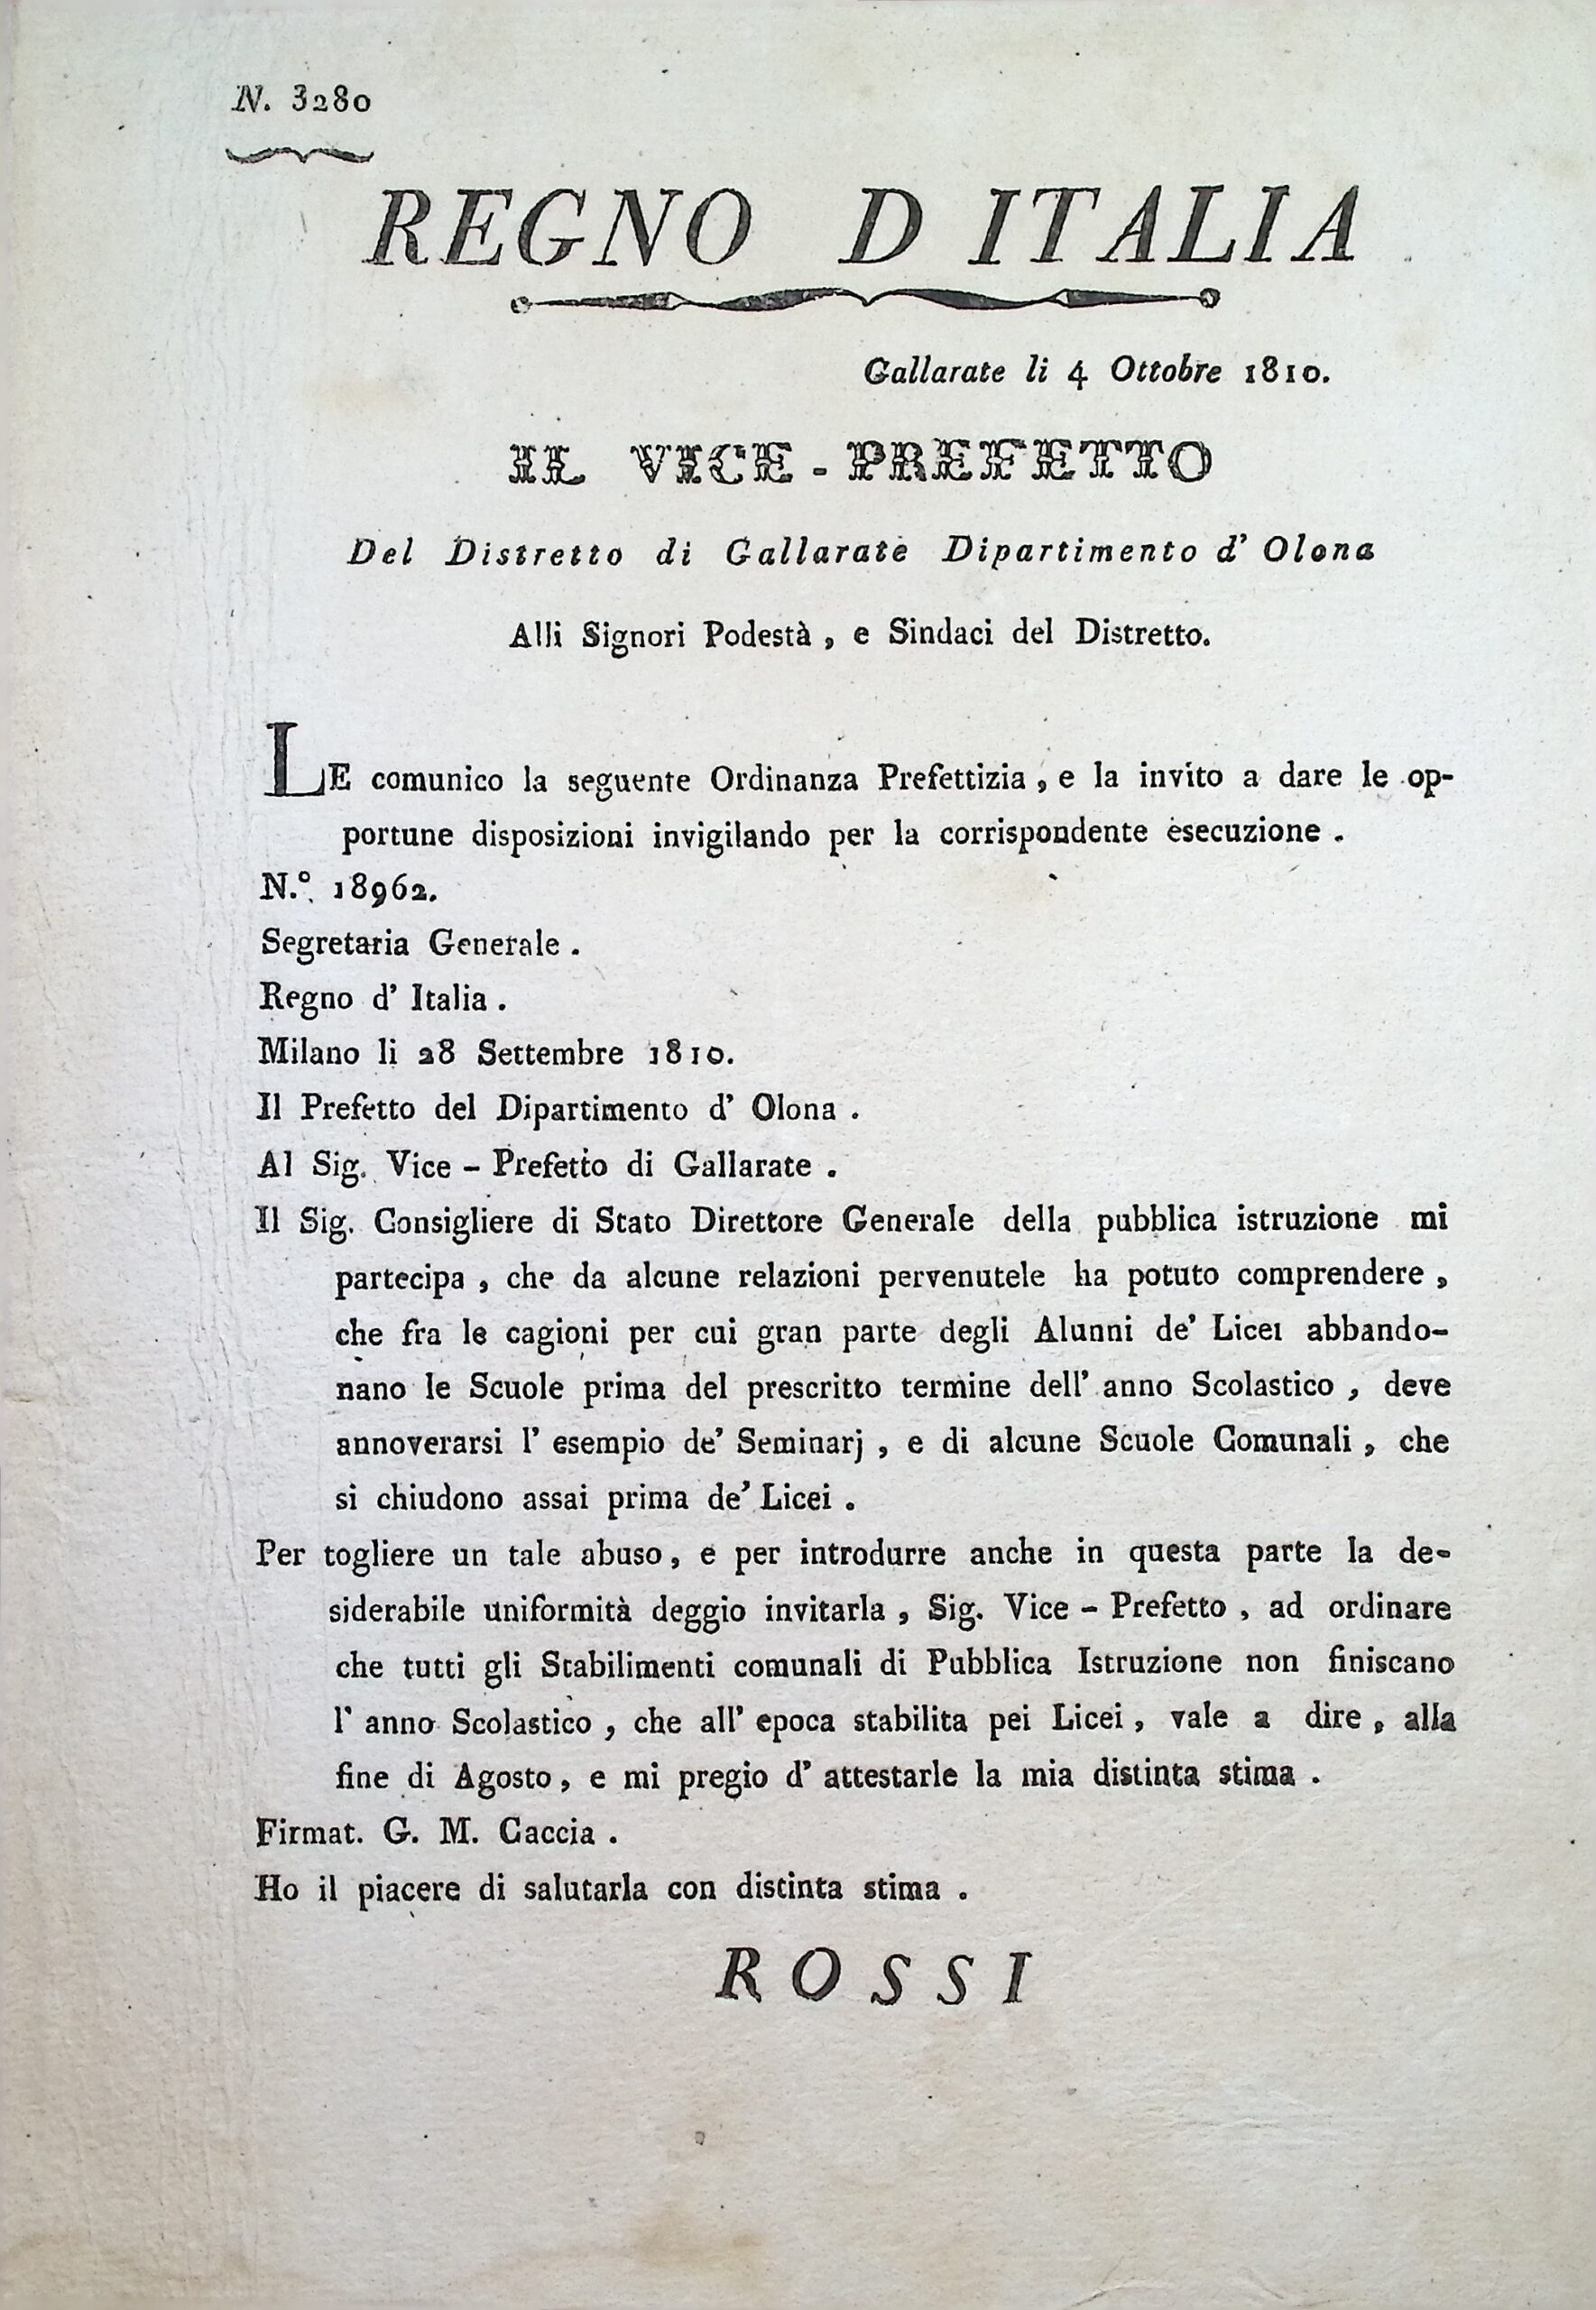 N. 3280
REGNO D ITALIA
Gallarate li 4 Ottobre 1810.
IL VICE - PREFETTO
Del Distretto di Gallarate Dipartimento d' Olona
Alli Signori Podestà , e Sindaci del Distretto.
LE comunico la seguente Ordinanza Prefettizia , e la invito a dare le op-
portune disposizioni invigilando per la corrispondente esecuzione .
N.° 18962.
Segretaria Generale .
Regno d' Italia .
Milano li 28 Settembre 1810.
Il Prefetto del Dipartimento d' Olona .
Al Sig. Vice - Prefetto di Gallarate .
Il Sig. Consigliere di Stato Direttore Generale della pubblica istruzione mi
partecipa , che da alcune relazioni pervenutele ha potuto comprendere ,
che fra le cagioni per cui gran parte degli Alunni de' Licei abbando-
nano le Scuole prima del prescritto termine dell' anno Scolastico , deve
annoverarsi l' esempio de' Seminarj , e di alcune Scuole Comunali , che
si chiudono assai prima de' Licei .
Per togliere un tale abuso, e per introdurre anche in questa parte la de-
siderabile uniformità deggio invitarla , Sig. Vice - Prefetto , ad ordinare
che tutti gli Stabilimenti comunali di Pubblica Istruzione non finiscano
l' anno Scolastico , che all' epoca stabilita pei Licei , vale a dire , alla
fine di Agosto, e mi pregio d' attestarle la mia distinta stima .
Firmat. G. M. Caccia .
Ho il piacere di salutarla con distinta stima .
ROSSI